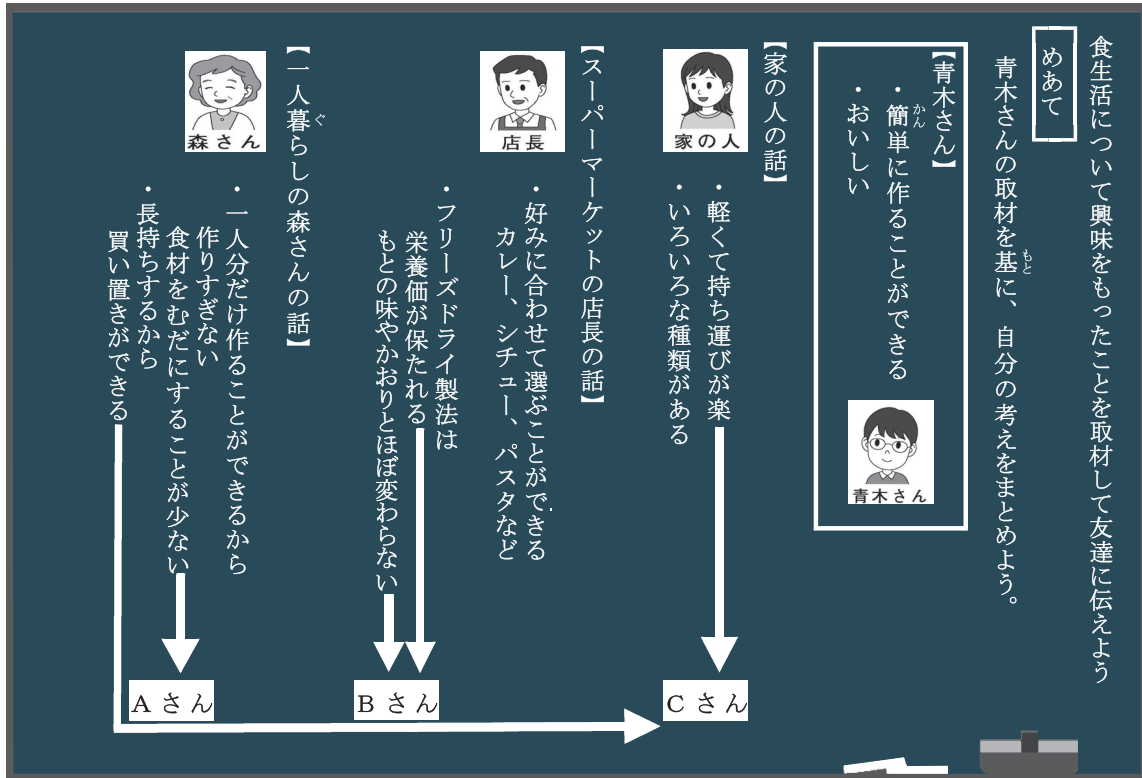 食生活について興味をもったことを取材して友達に伝えよう
めあて
青木さんの取材を基に、自分の考えをまとめよう。
もと
【青木さん】
・簡単に作ることができる
かん
・おいしい
青木さん
【家の人の話】
家の人
・軽くて持ち運びが楽
・いろいろな種類がある
Cさん
【スーパーマーケットの店長の話】
店長
・好みに合わせて選ぶことができる
カレー、シチュー、パスタなど
・フリーズドライ製法は
栄養価が保たれる
もとの味やかおりとほぼ変わらない
Bさん
【一人暮らしの森さんの話】
ぐ
森さん
・一人分だけ作ることができるから
作りすぎない
食材をむだにすることが少ない
・長持ちするから
買い置きができる
Aさん